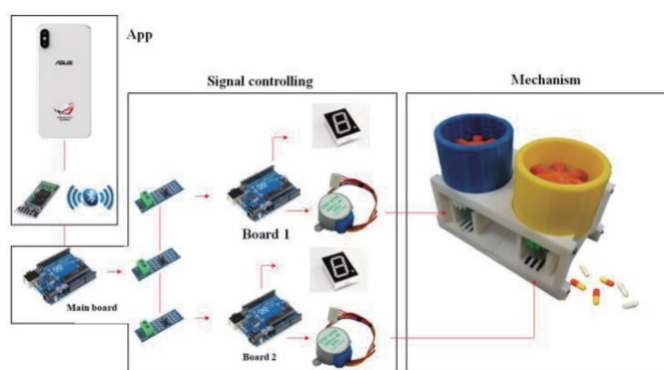 App
ASUS
Signal controlling
Mechanism
Board 1
Main board
Board 2